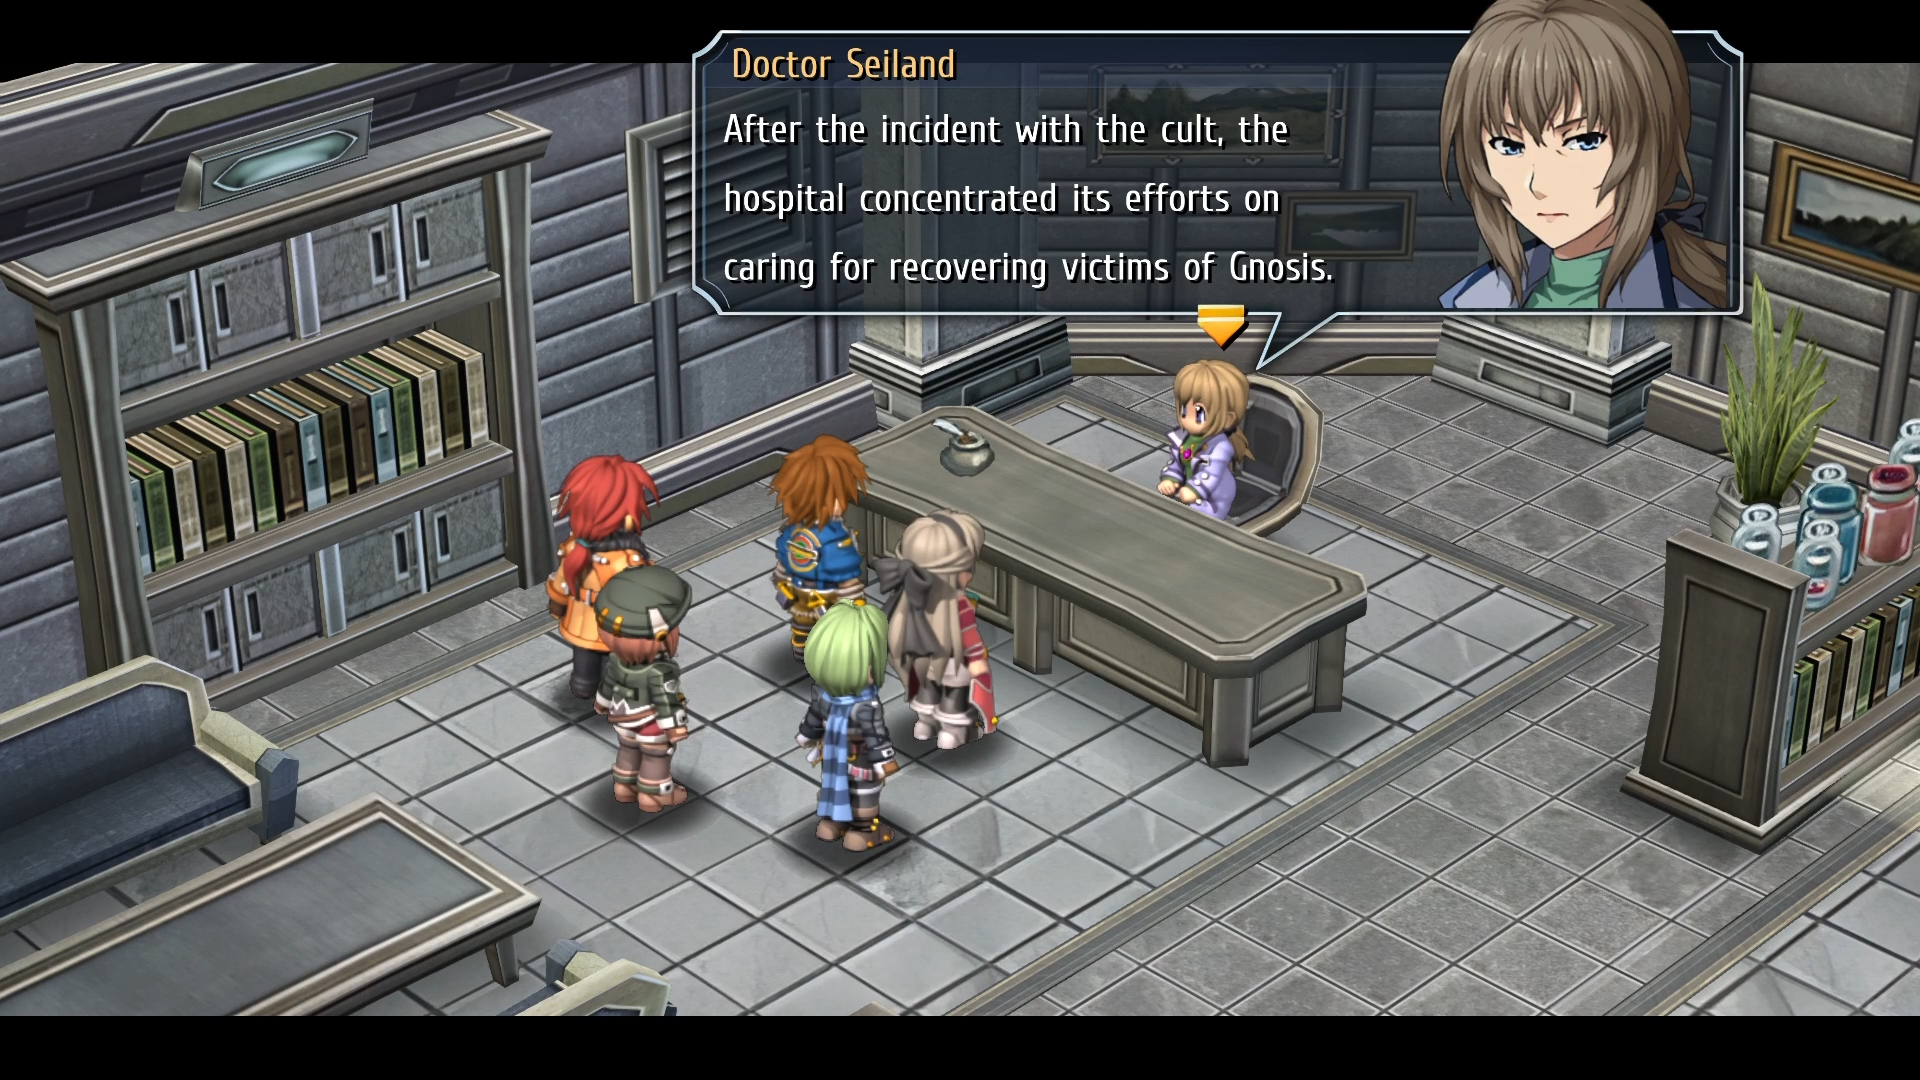 Doctor Seiland
After the incident with the cult, the
hospital concentrated its efforts on
caring for recovering victims of Gnosis.